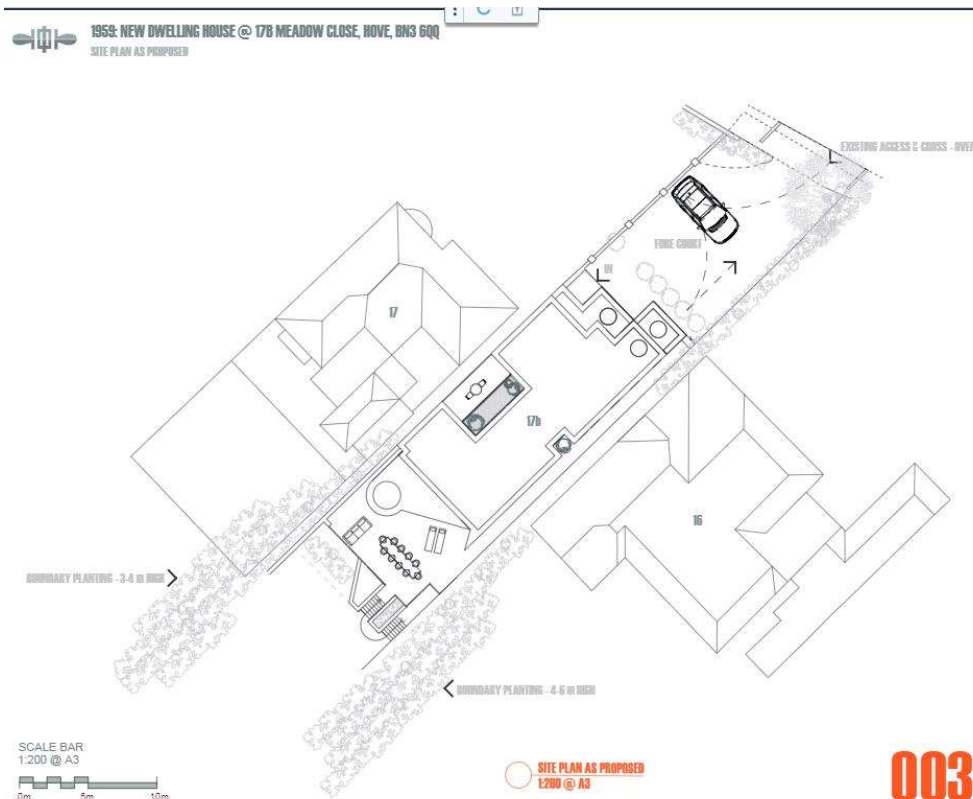 1959: NEW DWELLING HOUSE @ 17B MEADOW CLOSE, HOVE, BN3 6QQ
SITE PLAN AS PROPOSED
EXISTING ACCESS & CROSS - OVER
FORE COURT
IN
17
17b
16
BOUNDARY PLANTING - 3-4 m HIGH
BOUNDARY PLANTING - 4-5 m HIGH
SCALE BAR
1:200 @ A3
0m 5m 10m
SITE PLAN AS PROPOSED
1:200 @ A3
003